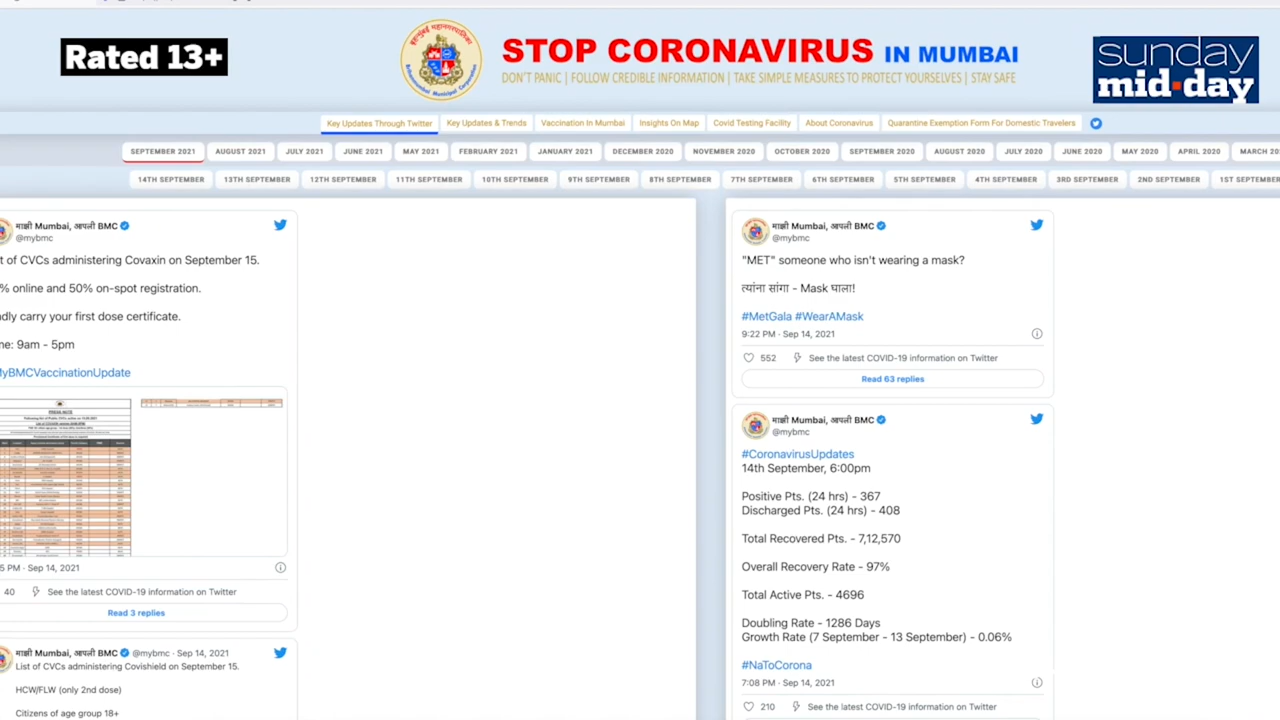 Rated 13+
STOP CORONAVIRUS IN MUMBAI
DON'T PANIC | FOLLOW CREDIBLE INFORMATION | TAKE SIMPLE MEASURES TO PROTECT YOURSELVES | STAY SAFE
sunday
mid-day
Key Updates Through Twitter
Key Updates & Trends
Vaccination In Mumbai
Insights On Map
Covid Testing Facility
About Coronavirus
Quarantine Exemption Form For Domestic Travelers
SEPTEMBER 2021 AUGUST 2021 JULY 2021 JUNE 2021 MAY 2021 FEBRUARY 2021 JANUARY 2021 DECEMBER 2020 NOVEMBER 2020 OCTOBER 2020 SEPTEMBER 2020 AUGUST 2020 JULY 2020 JUNE 2020 MAY 2020 APRIL 2020 MARCH 20
14TH SEPTEMBER 13TH SEPTEMBER 12TH SEPTEMBER 11TH SEPTEMBER 10TH SEPTEMBER 9TH SEPTEMBER 8TH SEPTEMBER 7TH SEPTEMBER 6TH SEPTEMBER 5TH SEPTEMBER 4TH SEPTEMBER 3RD SEPTEMBER 2ND SEPTEMBER 1ST SEPTEMBER
माझी Mumbai, आपली BMC
@mybmc
t of CVCs administering Covaxin on September 15.
% online and 50% on-spot registration.
ndly carry your first dose certificate.
ne: 9am - 5pm
MyBMCVaccinationUpdate
PRESS NOTE
5 PM · Sep 14, 2021
40 See the latest COVID-19 information on Twitter
Read 3 replies
माझी Mumbai, आपली BMC @mybmc · Sep 14, 2021
List of CVCs administering Covishield on September 15.
HCW/FLW (only 2nd dose)
Citizens of age group 18+
माझी Mumbai, आपली BMC
@mybmc
"MET" someone who isn't wearing a mask?
त्यांना सांगा - Mask घाला!
#MetGala #WearAMask
9:22 PM · Sep 14, 2021
552 See the latest COVID-19 information on Twitter
Read 63 replies
माझी Mumbai, आपली BMC
@mybmc
#CoronavirusUpdates
14th September, 6:00pm
Positive Pts. (24 hrs) - 367
Discharged Pts. (24 hrs) - 408
Total Recovered Pts. - 7,12,570
Overall Recovery Rate - 97%
Total Active Pts. - 4696
Doubling Rate - 1286 Days
Growth Rate (7 September - 13 September) - 0.06%
#NaToCorona
7:08 PM · Sep 14, 2021
210 See the latest COVID-19 information on Twitter